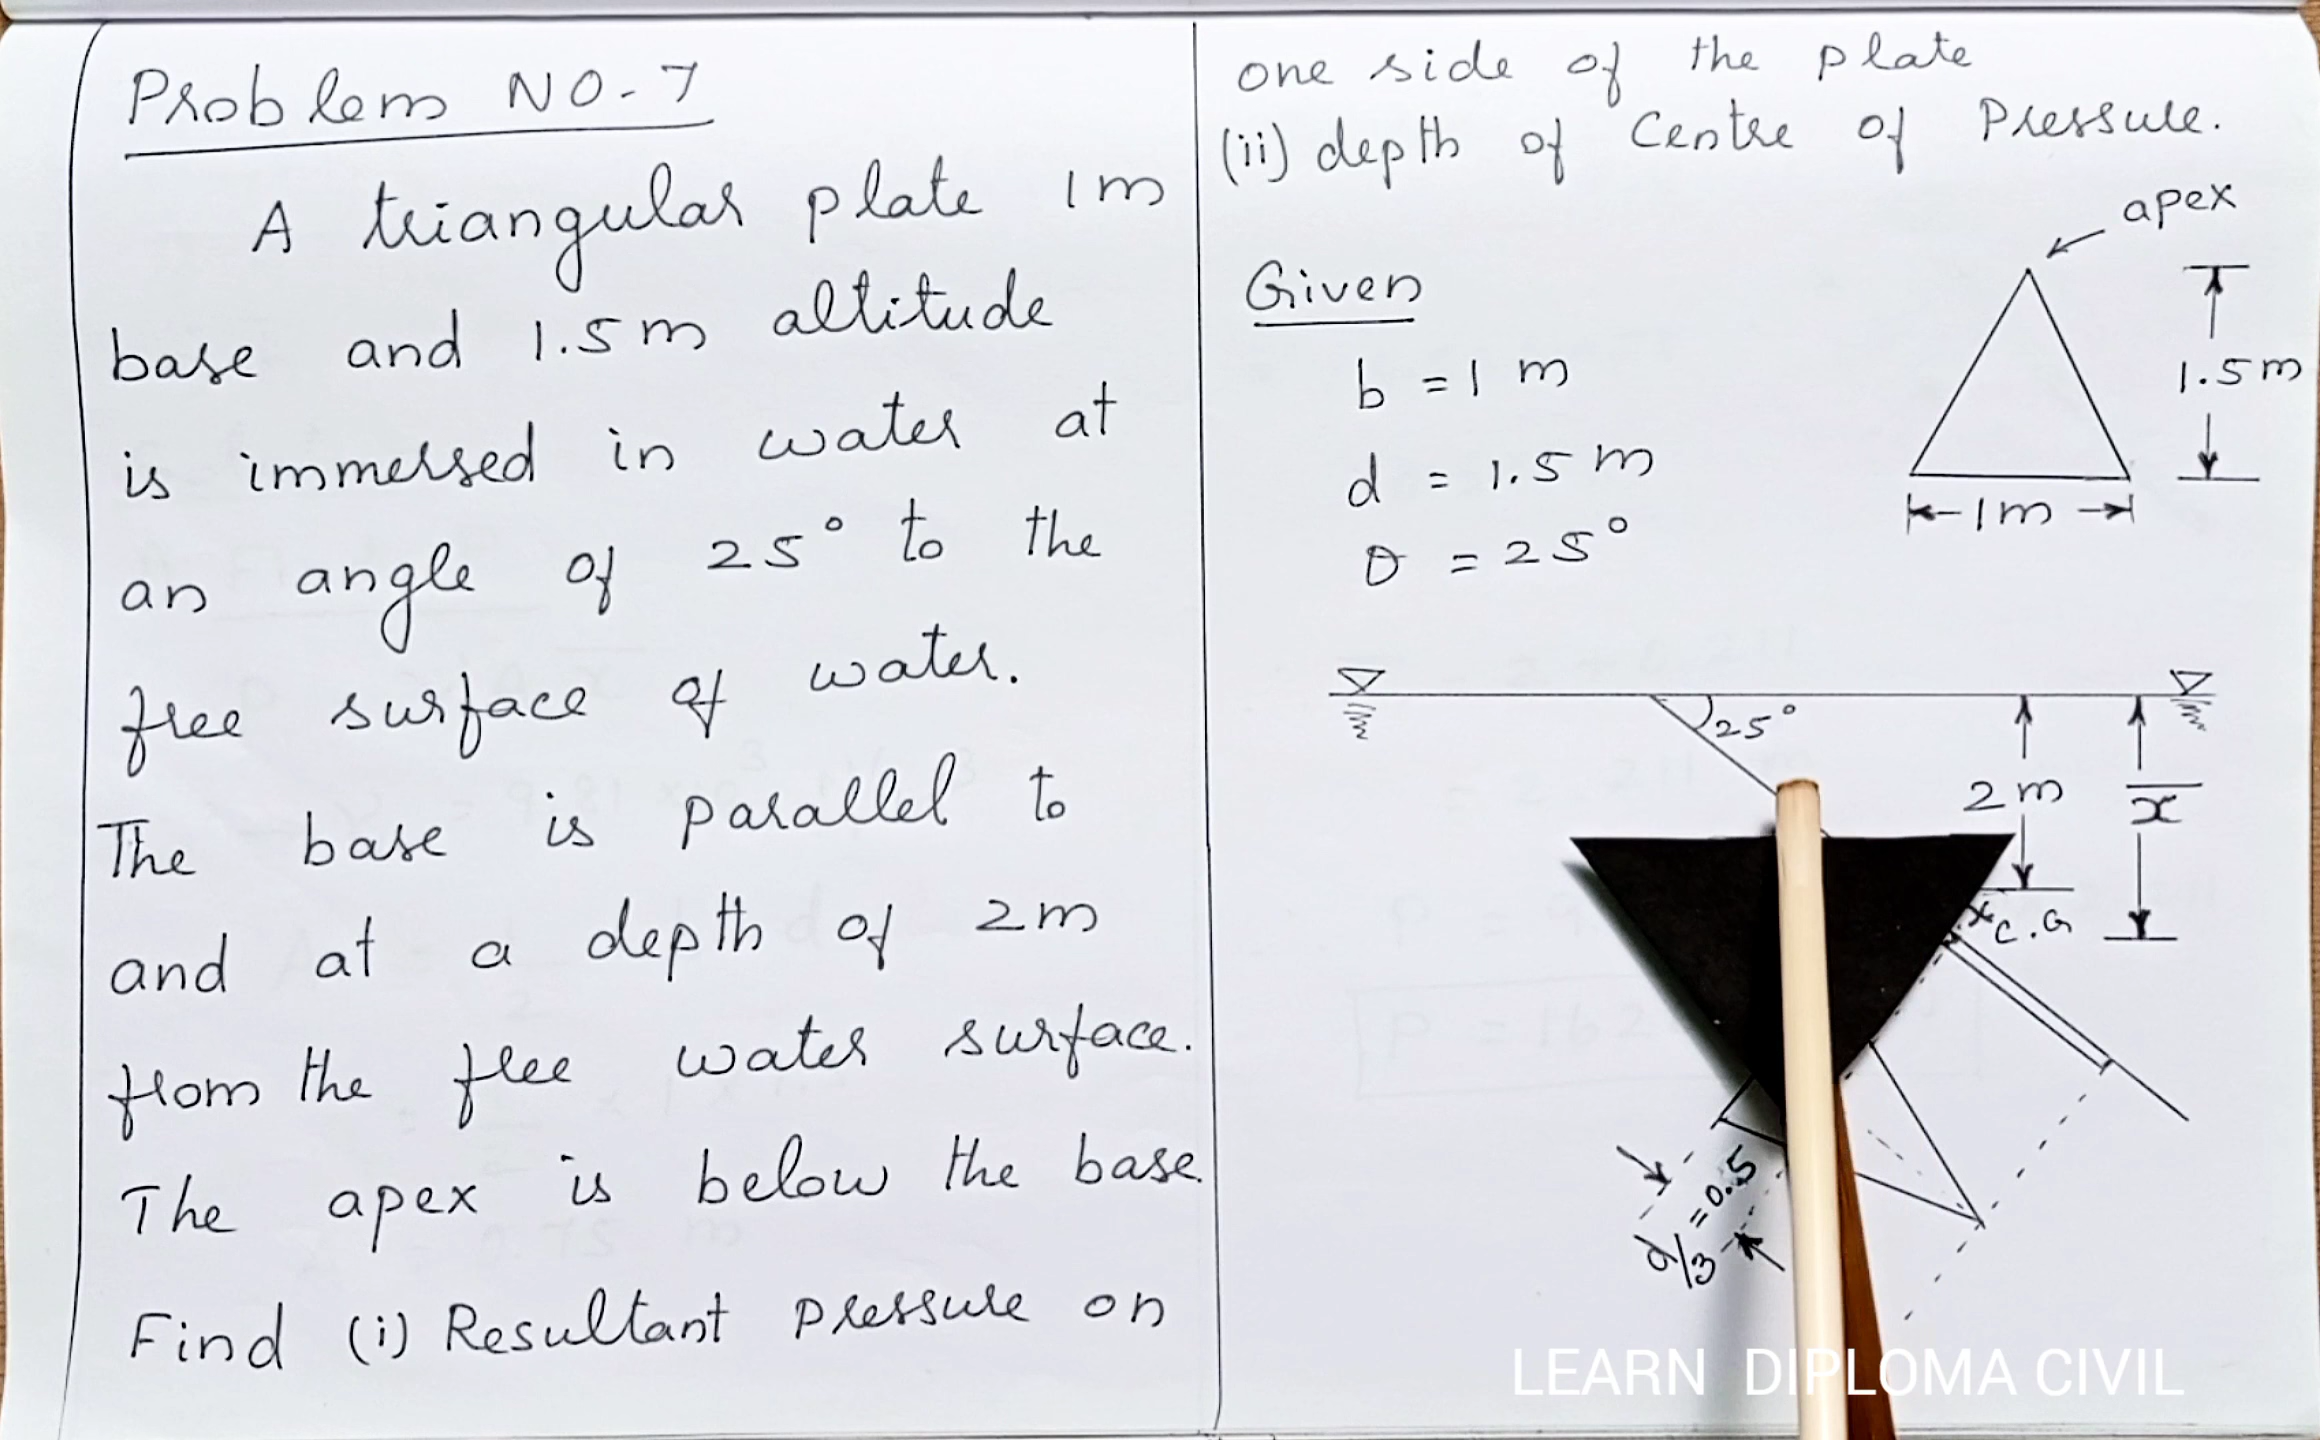 Problem NO-7
A triangular plate 1m
base and 1.5m altitude
is immersed in water at
an angle of 25° to the
free surface of water.
The base is parallel to
and at a depth of 2m
from the free water surface.
The apex is below the base.
Find (i) Resultant pressure on
one side of the plate
(ii) depth of Centre of Pressure.
apex
Given
b = 1 m
d = 1.5 m
θ = 25°
1.5m
1m
25°
2m
x̄
C.G
d/3 = 0.5
LEARN DIPLOMA CIVIL